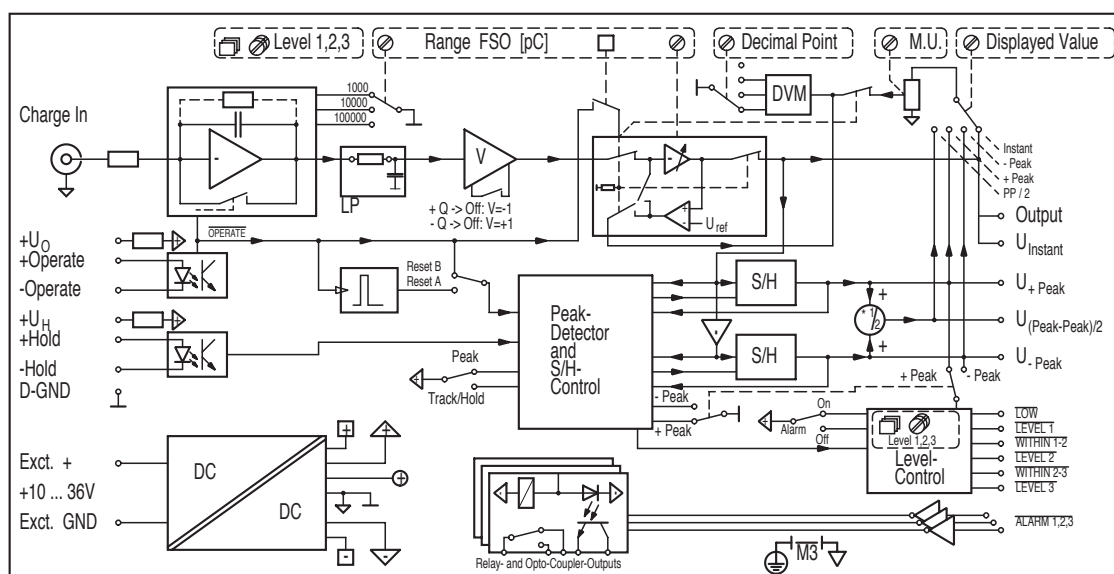 Level 1,2,3
Range FSO [pC]
Decimal Point
M.U.
Displayed Value
1000
10000
100000
Charge In
DVM
-
V
-
Instant
- Peak
+ Peak
PP / 2
LP
+ Q -> Off: V=-1
- Q -> Off: V=+1
+
-
U ref
Output
U Instant
+UO
OPERATE
+Operate
-Operate
Reset B
Reset A
S/H
U + Peak
+
* 1/2
U (Peak-Peak)/2
+
+UH
+Hold
-Hold
D-GND
Peak-
Detector
and
S/H-
Control
-
S/H
U - Peak
Peak
Track/Hold
+ Peak
- Peak
- Peak
+ Peak
On
Alarm
Off
Level 1,2,3
Level-
Control
LOW
LEVEL 1
WITHIN 1-2
LEVEL 2
WITHIN 2-3
LEVEL 3
Exct. +
+10 ... 36V
Exct. GND
DC
DC
+
+
+
-
-
ALARM 1,2,3
M3
Relay- and Opto-Coupler-Outputs